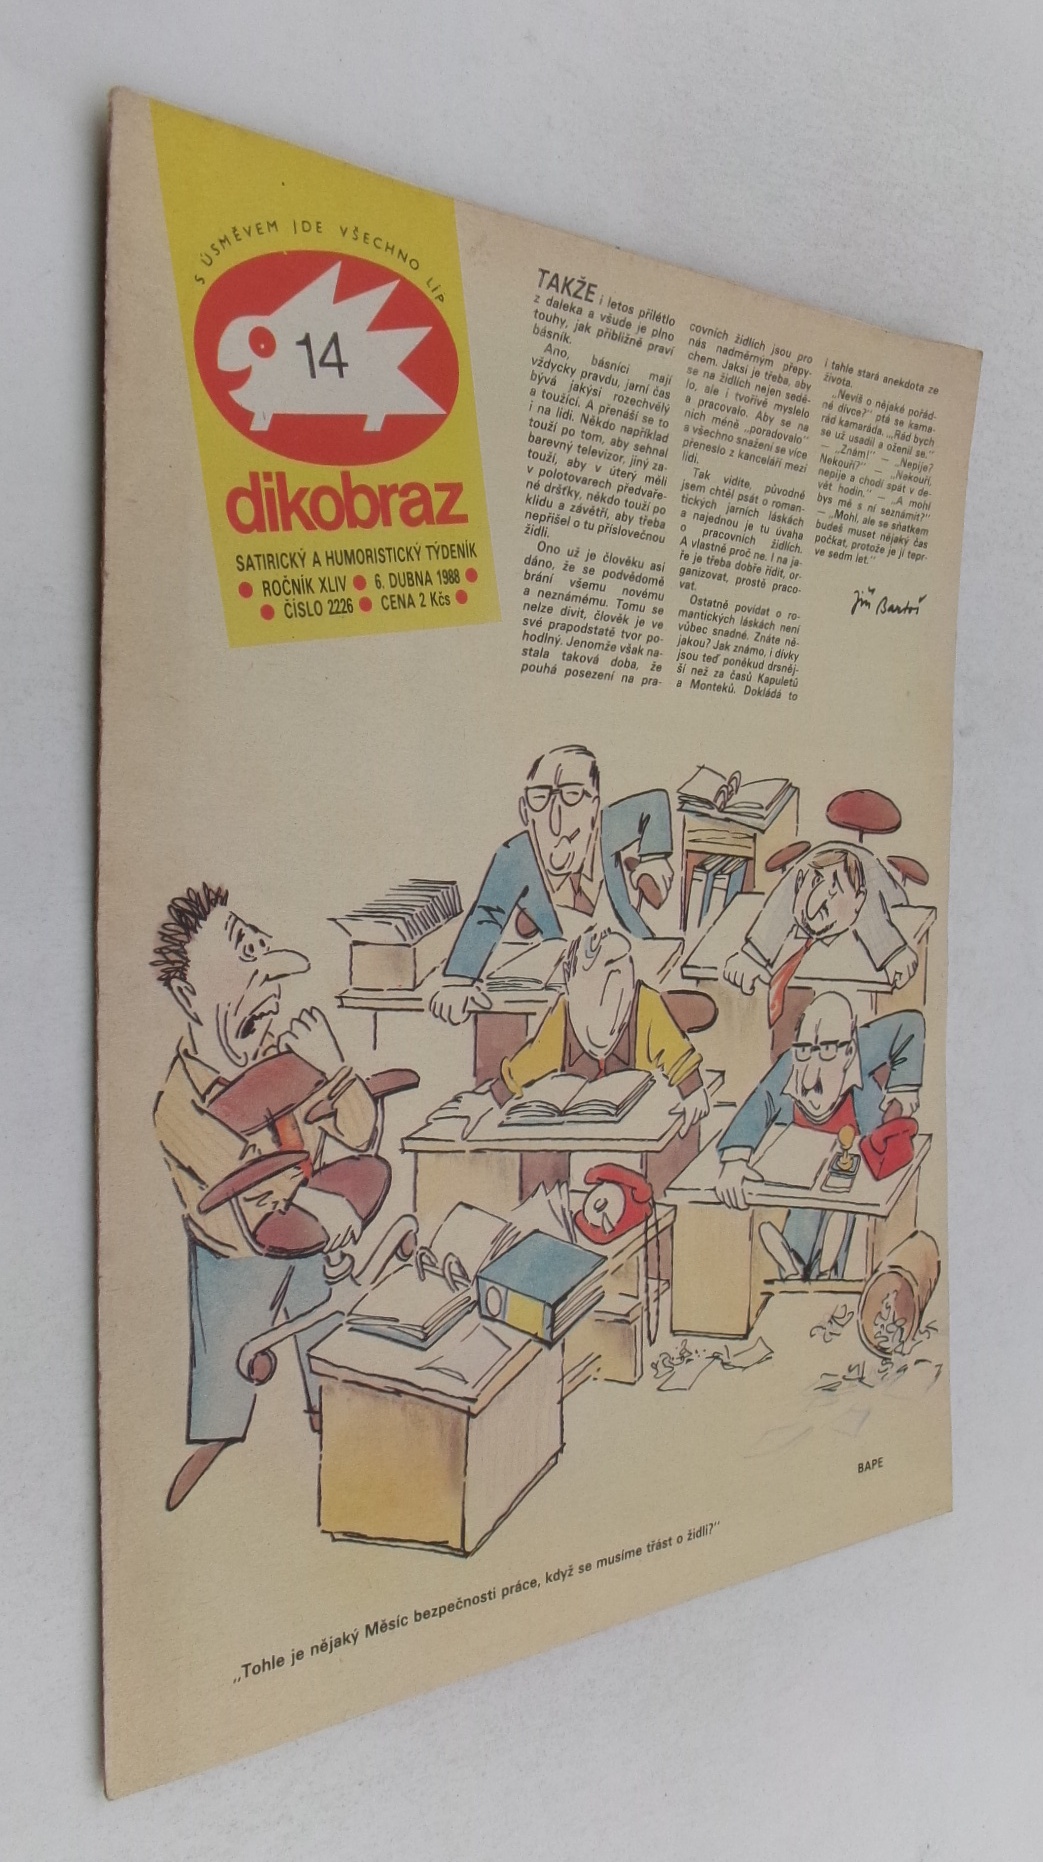 S ÚSMĚVEM JDE VŠECHNO LÍP
14
dikobraz
SATIRICKÝ A HUMORISTICKÝ TÝDENÍK
● ROČNÍK XLIV ● 6. DUBNA 1988 ●
● ČÍSLO 2226 ● CENA 2 Kčs ●
TAKŽE i letos přilétlo
z daleka a všude je plno
touhy, jak přibližně praví
básník.
Ano, básníci mají
vždycky pravdu, jarní čas
bývá jakýsi rozechvělý
a toužící. A přenáší se to
i na lidi. Někdo například
touží po tom, aby sehnal
barevný televizor, jiný za-
touží, aby v úterý měli
v polotovarech předvaře-
né dršťky, někdo touží po
klidu a závětří, aby třeba
nepřišel o tu příslovečnou
židli.
Ono už je člověku asi
dáno, že se podvědomě
brání všemu novému
a neznámému. Tomu se
nelze divit, člověk je ve
své prapodstatě tvor po-
hodlný. Jenomže však na-
stala taková doba, že
pouhá posezení na pra-
covních židlích jsou pro
nás nadměrným přepy-
chem. Jaksi je třeba, aby
se na židlích nejen sedě-
lo, ale i tvořivě myslelo
a pracovalo. Aby se na
nich méně „poradovalo"
a všechno snažení se více
přeneslo z kanceláří mezi
lidi.
Tak vidíte, původně
jsem chtěl psát o roman-
tických jarních láskách
a najednou je tu úvaha
o pracovních židlích.
A vlastně proč ne. I na ja-
ře je třeba dobře řídit, or-
ganizovat, prostě praco-
vat.
Ostatně povídat o ro-
mantických láskách není
vůbec snadné. Znáte ně-
jakou? Jak známo, i dívky
jsou teď poněkud drsněj-
ší než za časů Kapuletů
a Monteků. Dokládá to
i tahle stará anekdota ze
života.
„Nevíš o nějaké pořád-
né dívce?" ptá se kama-
rád kamaráda. „Rád bych
se už usadil a oženil se."
– „Znám!" – „Nepije?
Nekouří?" – „Nekouří,
nepije a chodí spát v de-
vět hodin." – „A mohl
bys mě s ní seznámit?"
– „Mohl, ale se sňatkem
budeš muset nějaký čas
počkat, protože je jí tepr-
ve sedm let."
Jiří Bartoš
BAPE
„Tohle je nějaký Měsíc bezpečnosti práce, když se musíme třást o židli?"